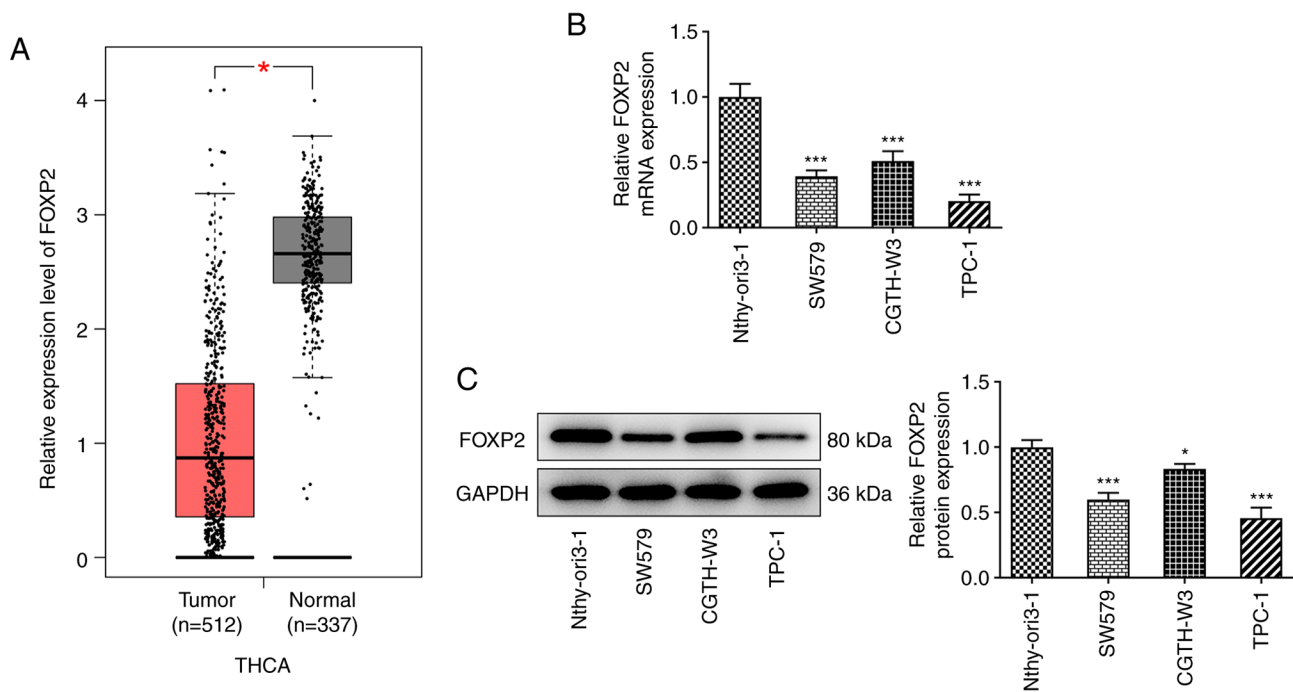 A
Relative expression level of FOXP2
4
3
2
1
0
*
Tumor
(n=512)
Normal
(n=337)
THCA
B
Relative FOXP2
mRNA expression
1.5
1.0
0.5
0.0
***
***
***
Nthy-ori3-1
SW579
CGTH-W3
TPC-1
C
FOXP2
80 kDa
GAPDH
36 kDa
Nthy-ori3-1
SW579
CGTH-W3
TPC-1
Relative FOXP2
protein expression
1.5
1.0
0.5
0.0
***
*
***
Nthy-ori3-1
SW579
CGTH-W3
TPC-1